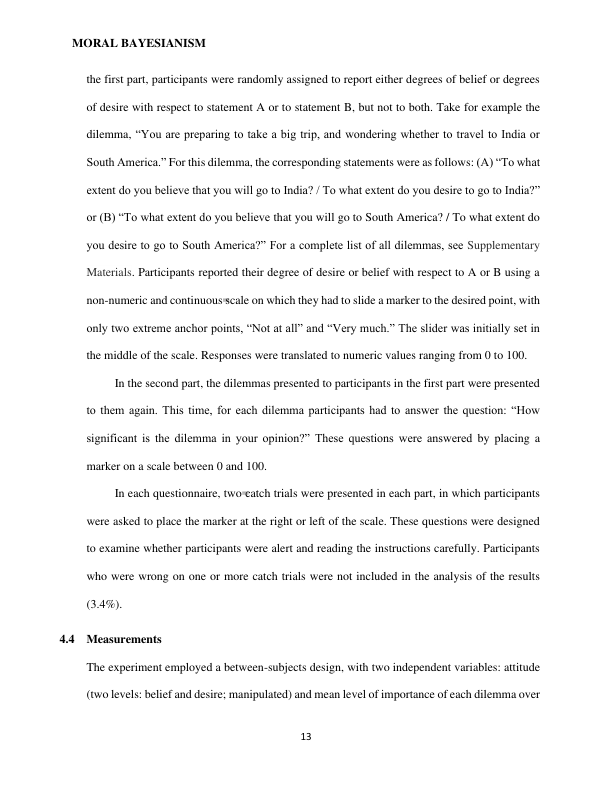 MORAL BAYESIANISM
the first part, participants were randomly assigned to report either degrees of belief or degrees
of desire with respect to statement A or to statement B, but not to both. Take for example the
dilemma, “You are preparing to take a big trip, and wondering whether to travel to India or
South America.” For this dilemma, the corresponding statements were as follows: (A) “To what
extent do you believe that you will go to India? / To what extent do you desire to go to India?”
or (B) “To what extent do you believe that you will go to South America? / To what extent do
you desire to go to South America?” For a complete list of all dilemmas, see Supplementary
Materials. Participants reported their degree of desire or belief with respect to A or B using a
non-numeric and continuous scale on which they had to slide a marker to the desired point, with
only two extreme anchor points, “Not at all” and “Very much.” The slider was initially set in
the middle of the scale. Responses were translated to numeric values ranging from 0 to 100.
In the second part, the dilemmas presented to participants in the first part were presented
to them again. This time, for each dilemma participants had to answer the question: “How
significant is the dilemma in your opinion?” These questions were answered by placing a
marker on a scale between 0 and 100.
In each questionnaire, two catch trials were presented in each part, in which participants
were asked to place the marker at the right or left of the scale. These questions were designed
to examine whether participants were alert and reading the instructions carefully. Participants
who were wrong on one or more catch trials were not included in the analysis of the results
(3.4%).
4.4 Measurements
The experiment employed a between-subjects design, with two independent variables: attitude
(two levels: belief and desire; manipulated) and mean level of importance of each dilemma over
13